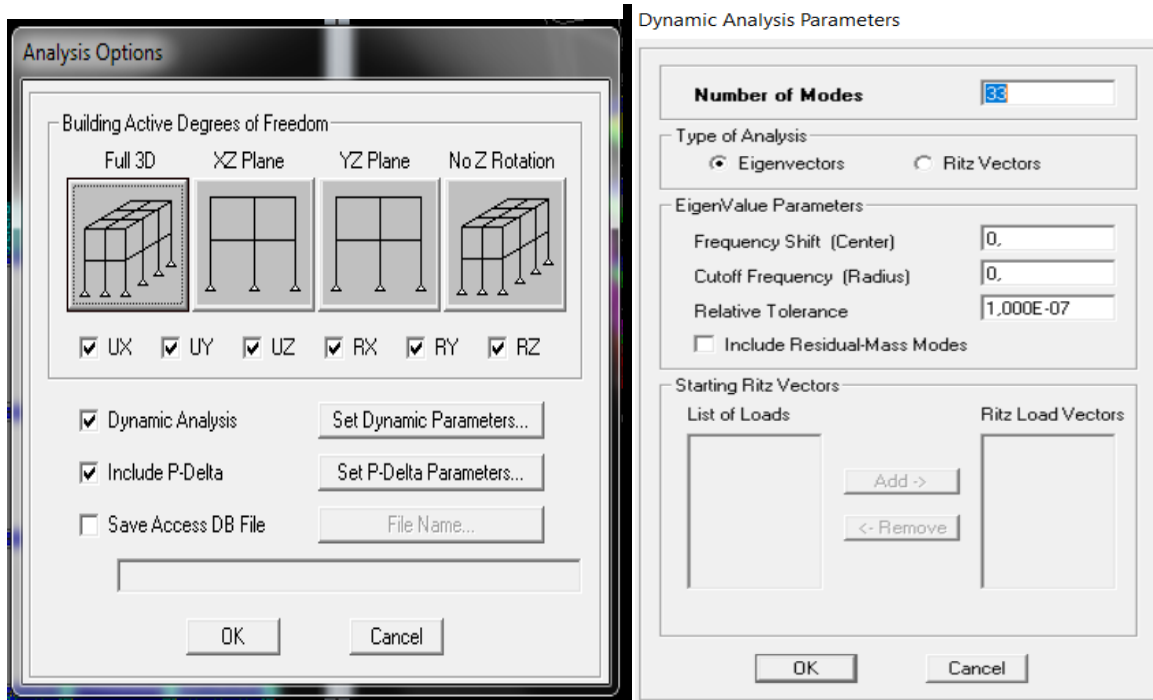 Analysis Options
Building Active Degrees of Freedom
Full 3D XZ Plane YZ Plane No Z Rotation
UX UY UZ RX RY RZ
Dynamic Analysis Set Dynamic Parameters...
Include P-Delta Set P-Delta Parameters...
Save Access DB File File Name...
OK Cancel
Dynamic Analysis Parameters
Number of Modes 33
Type of Analysis
Eigenvectors Ritz Vectors
EigenValue Parameters
Frequency Shift (Center) 0,
Cutoff Frequency (Radius) 0,
Relative Tolerance 1,000E-07
Include Residual-Mass Modes
Starting Ritz Vectors
List of Loads Ritz Load Vectors
Add ->
<- Remove
OK Cancel